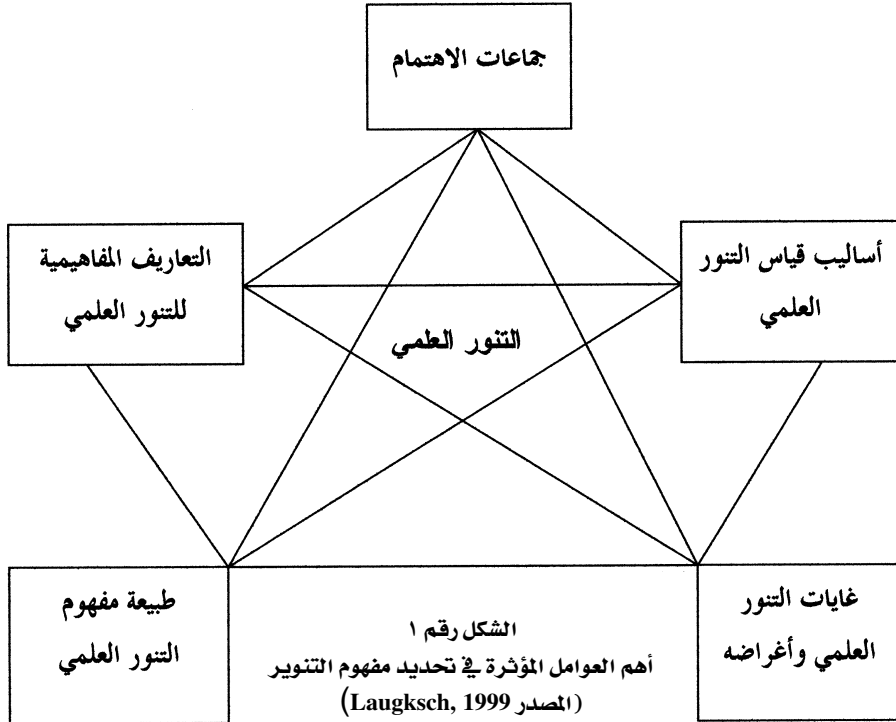 جماعات الاهتمام
أساليب قياس التنور
العلمي
التعاريف المفاهيمية
للتنور العلمي
التنور العلمي
غايات التنور
العلمي وأغراضه
طبيعة مفهوم
التنور العلمي
الشكل رقم ١
أهم العوامل المؤثرة في تحديد مفهوم التنوير
(المصدر Laugksch, 1999)